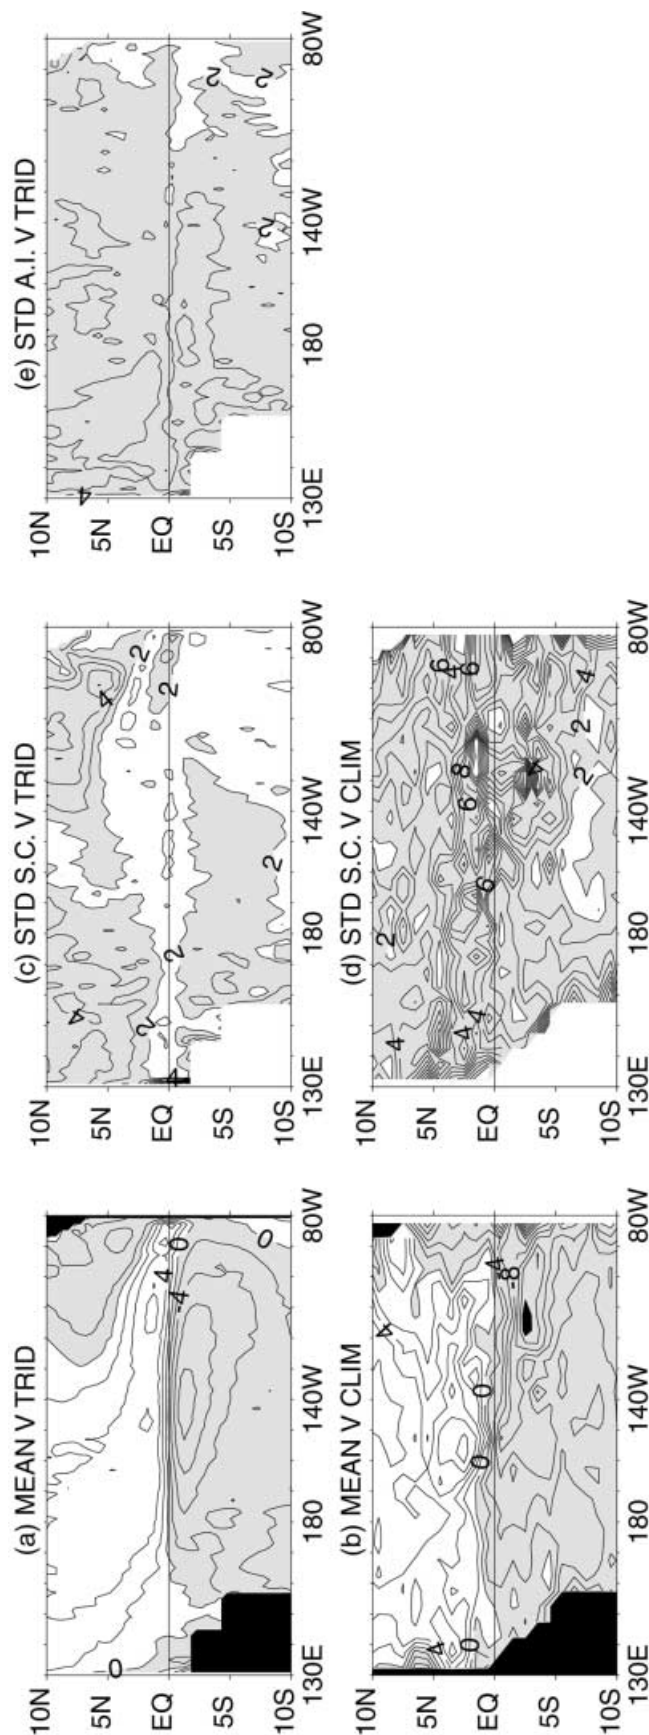 (a) MEAN V TRID
10N
5N
EQ
5S
10S
130E
180
140W
80W
4
-4
0
0
0
(c) STD S.C. V TRID
10N
5N
EQ
5S
10S
130E
180
140W
80W
4
4
2
2
2
2
2
4
(e) STD A.I. V TRID
10N
5N
EQ
5S
10S
130E
180
140W
80W
4
2
2
2
(b) MEAN V CLIM
10N
5N
EQ
5S
10S
130E
180
140W
80W
4
4
0
0
0
-8
(d) STD S.C. V CLIM
10N
5N
EQ
5S
10S
130E
180
140W
80W
4
2
4
4
6
6
8
6
4
6
4
2
2
4